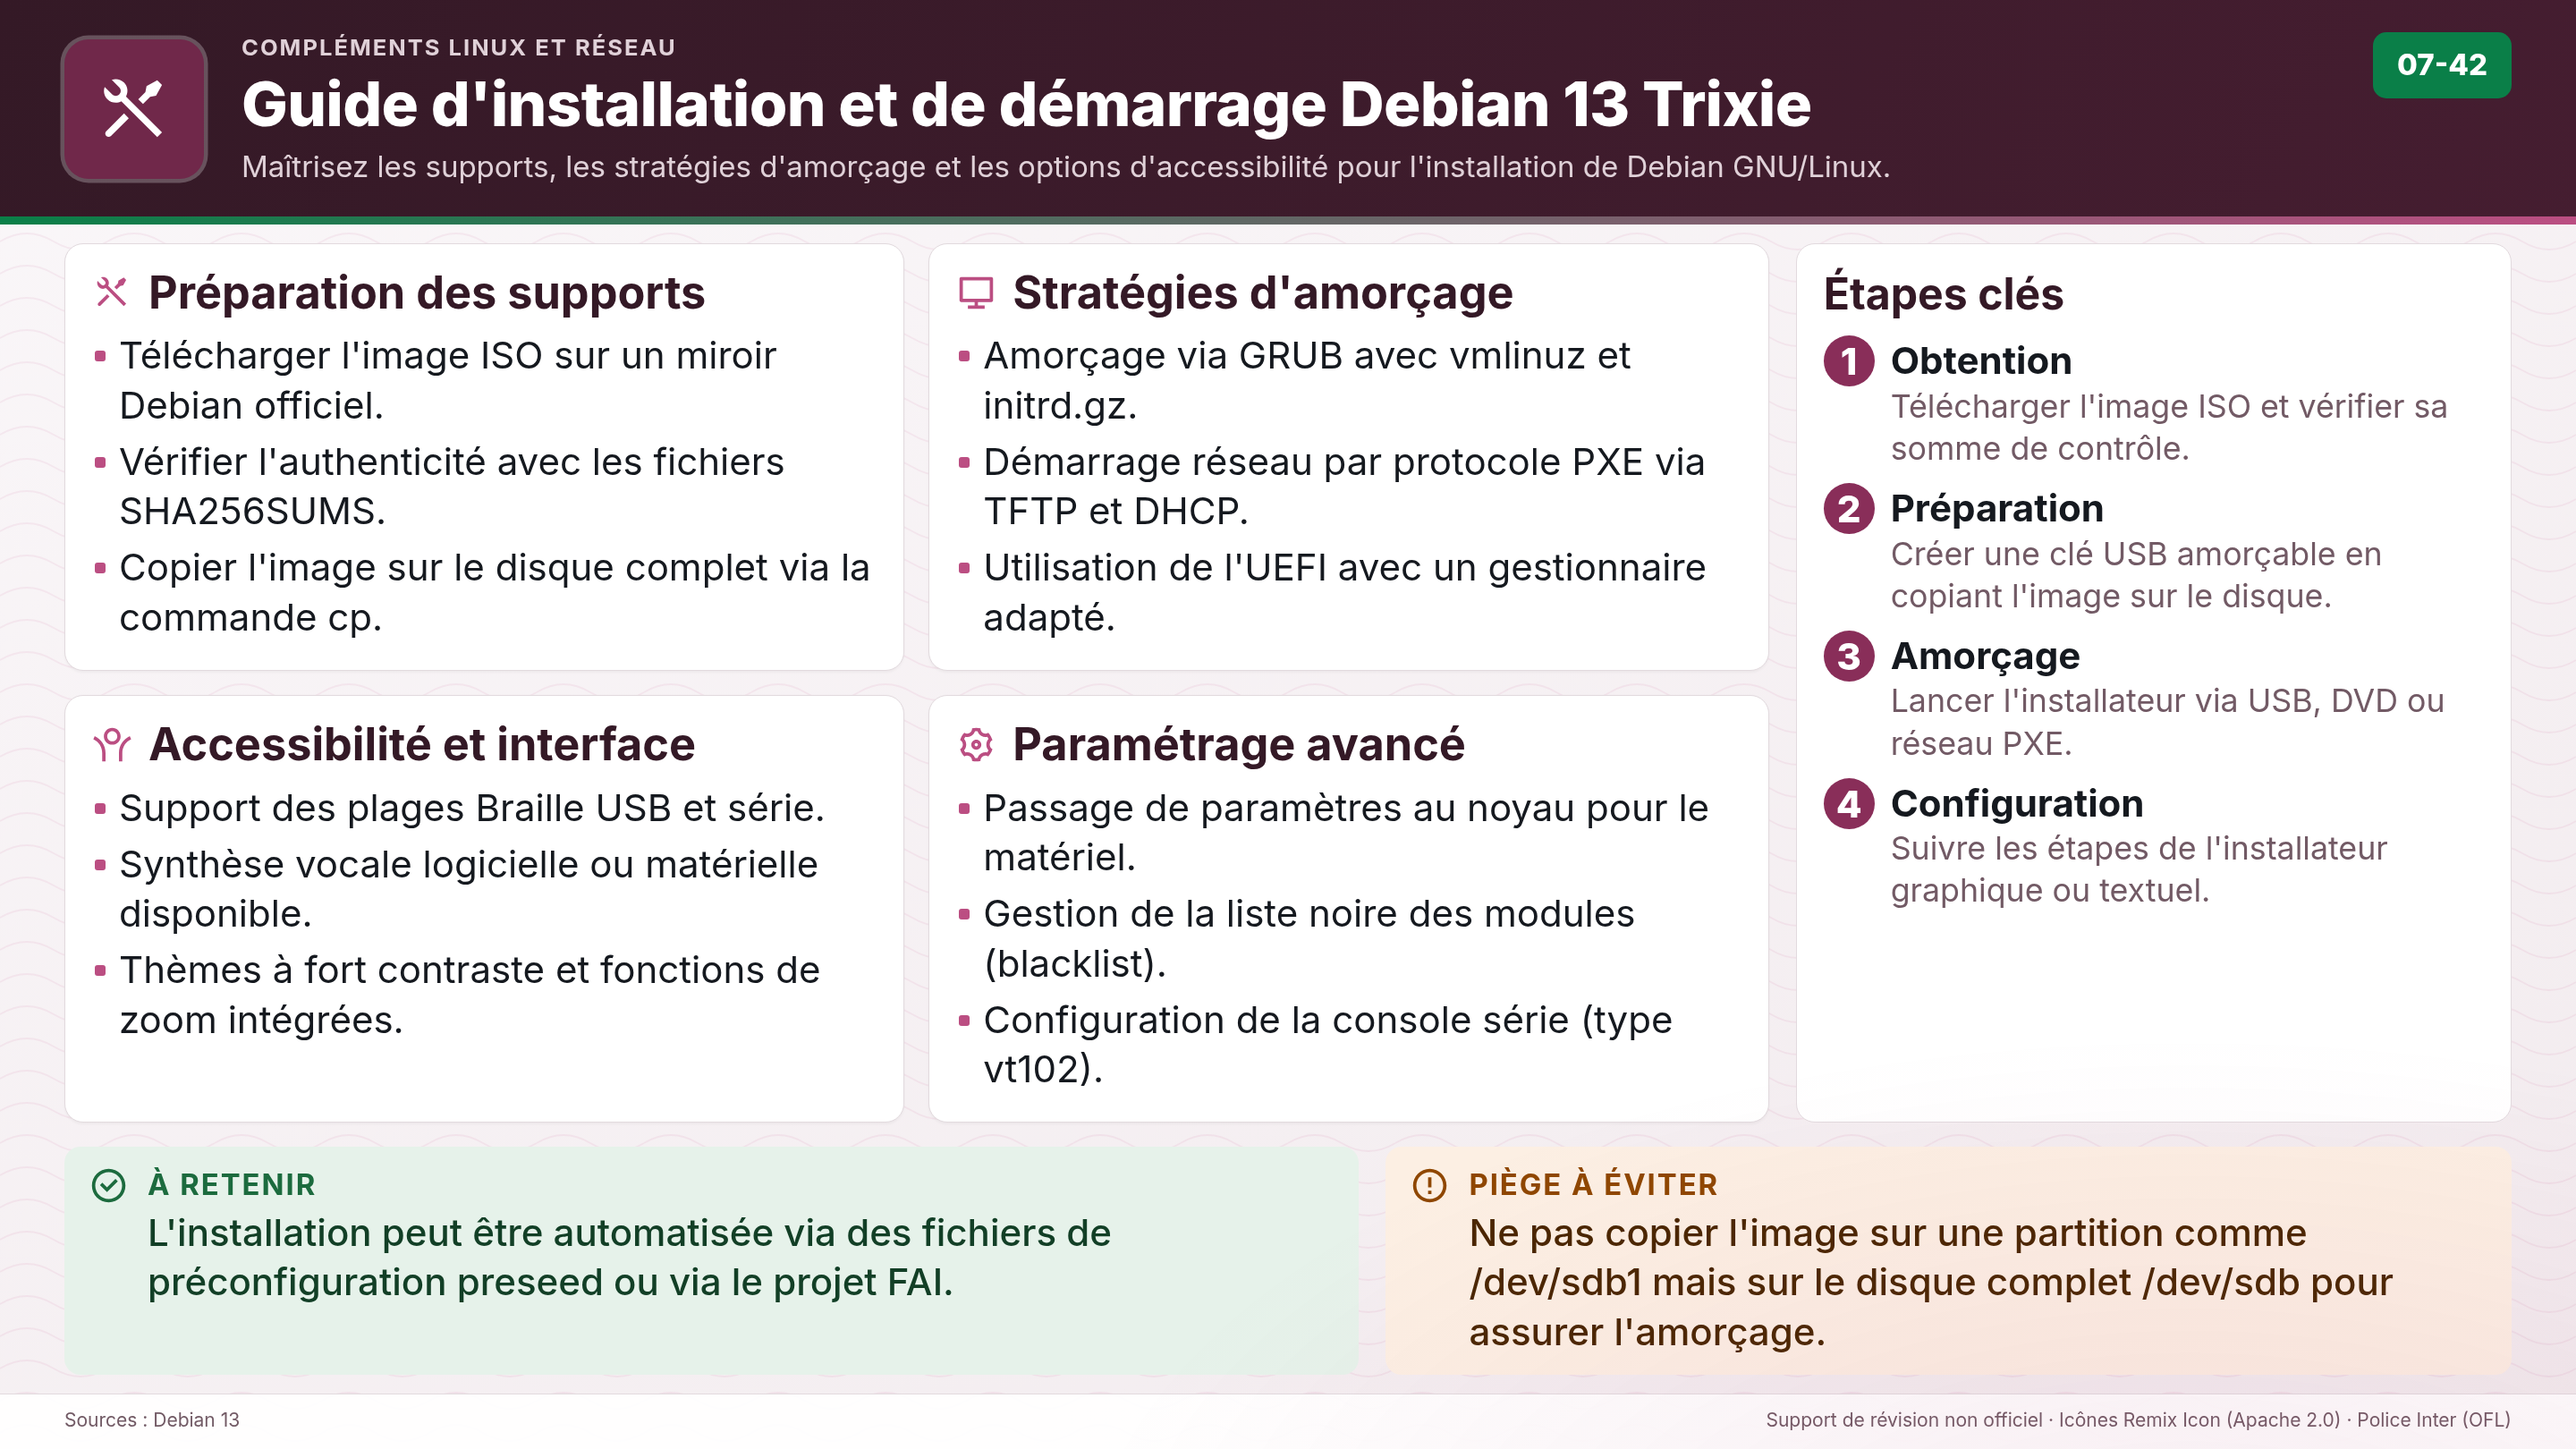 COMPLÉMENTS LINUX ET RÉSEAU
Guide d'installation et de démarrage Debian 13 Trixie
Maîtrisez les supports, les stratégies d'amorçage et les options d'accessibilité pour l'installation de Debian GNU/Linux.
07-42
Préparation des supports
Télécharger l'image ISO sur un miroir
Debian officiel.
Vérifier l'authenticité avec les fichiers
SHA256SUMS.
Copier l'image sur le disque complet via la
commande cp.
Stratégies d'amorçage
Amorçage via GRUB avec vmlinuz et
initrd.gz.
Démarrage réseau par protocole PXE via
TFTP et DHCP.
Utilisation de l'UEFI avec un gestionnaire
adapté.
Accessibilité et interface
Support des plages Braille USB et série.
Synthèse vocale logicielle ou matérielle
disponible.
Thèmes à fort contraste et fonctions de
zoom intégrées.
Paramétrage avancé
Passage de paramètres au noyau pour le
matériel.
Gestion de la liste noire des modules
(blacklist).
Configuration de la console série (type
vt102).
Étapes clés
1 Obtention
Télécharger l'image ISO et vérifier sa
somme de contrôle.
2 Préparation
Créer une clé USB amorçable en
copiant l'image sur le disque.
3 Amorçage
Lancer l'installateur via USB, DVD ou
réseau PXE.
4 Configuration
Suivre les étapes de l'installateur
graphique ou textuel.
À RETENIR
L'installation peut être automatisée via des fichiers de
préconfiguration preseed ou via le projet FAI.
PIÈGE À ÉVITER
Ne pas copier l'image sur une partition comme
/dev/sdb1 mais sur le disque complet /dev/sdb pour
assurer l'amorçage.
Sources : Debian 13
Support de révision non officiel · Icônes Remix Icon (Apache 2.0) · Police Inter (OFL)